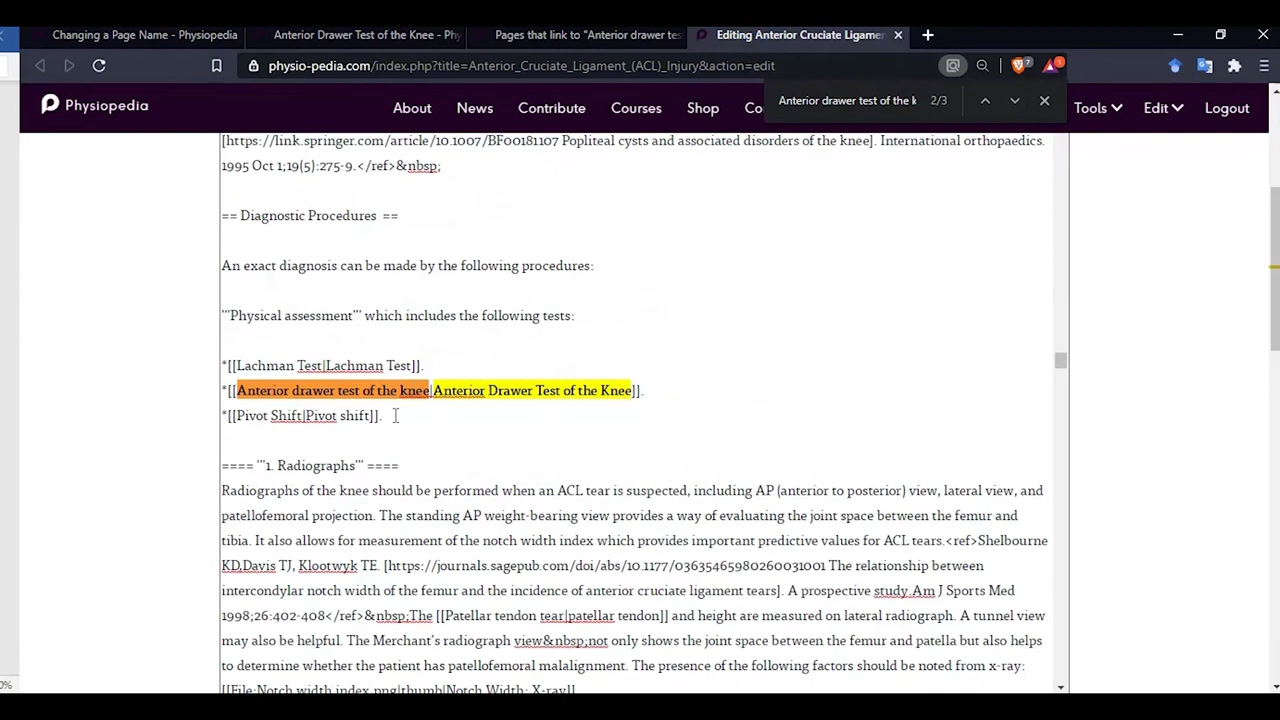 Changing a Page Name - Physiopedia
Anterior Drawer Test of the Knee - Ph
Pages that link to "Anterior drawer tes
Editing Anterior Cruciate Ligamen
physio-pedia.com/index.php?title=Anterior_Cruciate_Ligament_(ACL)_Injury&action=edit
7
1
Physiopedia
About News Contribute Courses Shop Co
Anterior drawer test of the k 2/3
Tools Edit Logout
[https://link.springer.com/article/10.1007/BF00181107 Popliteal cysts and associated disorders of the knee]. International orthopaedics.
1995 Oct 1;19(5):275-9.</ref>&nbsp;
== Diagnostic Procedures  ==
An exact diagnosis can be made by the following procedures:
'''Physical assessment''' which includes the following tests:
*[[Lachman Test|Lachman Test]].
*[[Anterior drawer test of the knee|Anterior Drawer Test of the Knee]].
*[[Pivot Shift|Pivot shift]].
==== '''1. Radiographs''' ====
Radiographs of the knee should be performed when an ACL tear is suspected, including AP (anterior to posterior) view, lateral view, and
patellofemoral projection. The standing AP weight-bearing view provides a way of evaluating the joint space between the femur and
tibia. It also allows for measurement of the notch width index which provides important predictive values for ACL tears.<ref>Shelbourne
KD,Davis TJ, Klootwyk TE. [https://journals.sagepub.com/doi/abs/10.1177/03635465980260031001 The relationship between
intercondylar notch width of the femur and the incidence of anterior cruciate ligament tears]. A prospective study.Am J Sports Med
1998;26:402-408</ref>&nbsp;The [[Patellar tendon tear|patellar tendon]] and height are measured on lateral radiograph. A tunnel view
may also be helpful. The Merchant's radiograph view&nbsp;not only shows the joint space between the femur and patella but also helps
to determine whether the patient has patellofemoral malalignment. The presence of the following factors should be noted from x-ray:
[[File:Notch width index.png|thumb|Notch Width: X-ray]]
0%